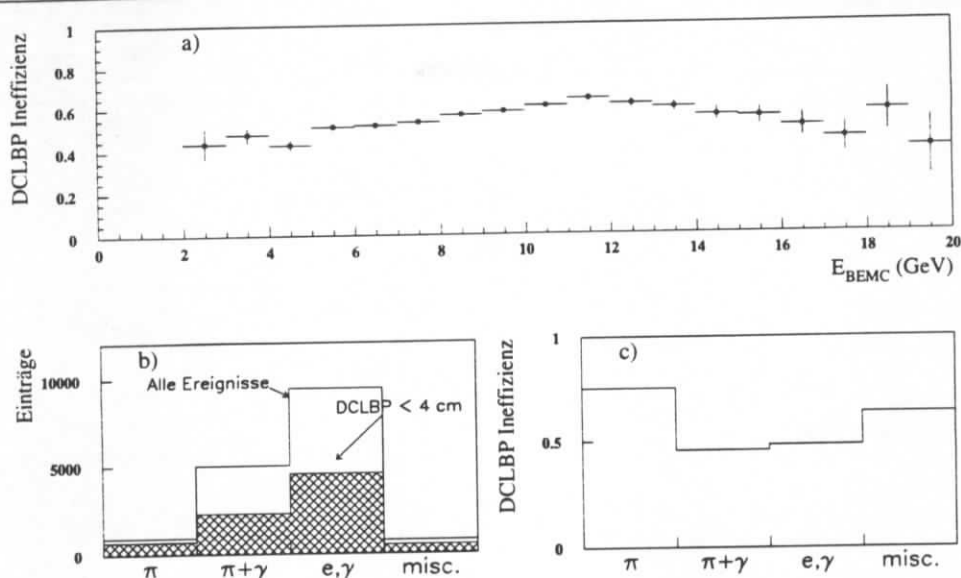 DCLBP Ineffizienz
1
0.8
0.6
0.4
0.2
0
a)
0 2 4 6 8 10 12 14 16 18 20
E_BEMC (GeV)
Einträge
10000
5000
0
b)
Alle Ereignisse
DCLBP < 4 cm
π π+γ e,γ misc.
DCLBP Ineffizienz
1
0.5
0
c)
π π+γ e,γ misc.